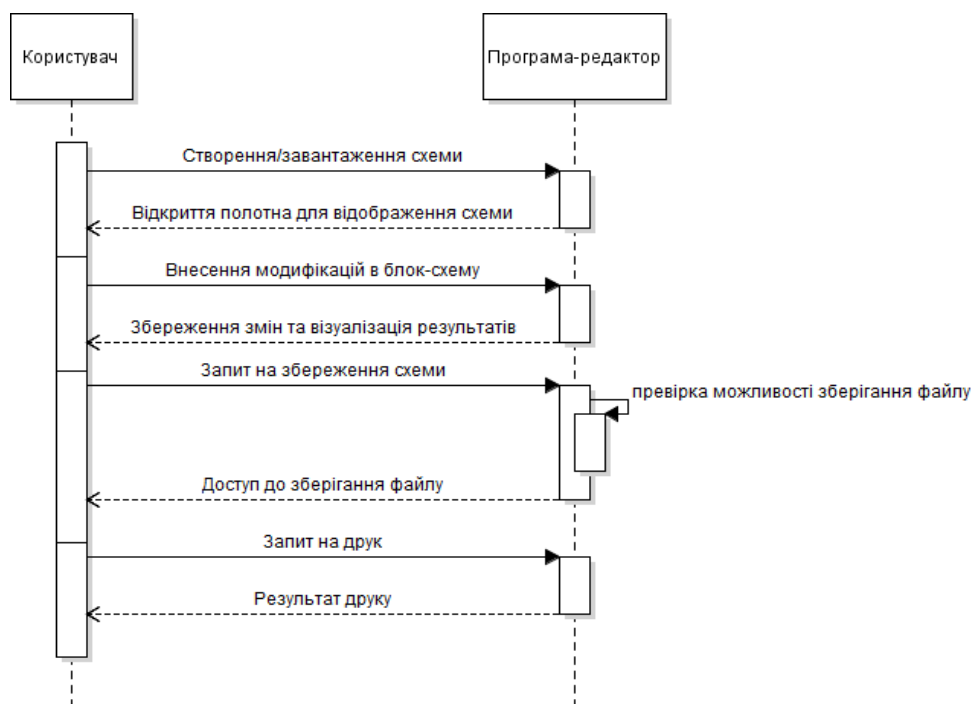 Користувач
Програма-редактор
Створення/завантаження схеми
Відкриття полотна для відображення схеми
Внесення модифікацій в блок-схему
Збереження змін та візуалізація результатів
Запит на збереження схеми
превірка можливості зберігання файлу
Доступ до зберігання файлу
Запит на друк
Результат друку